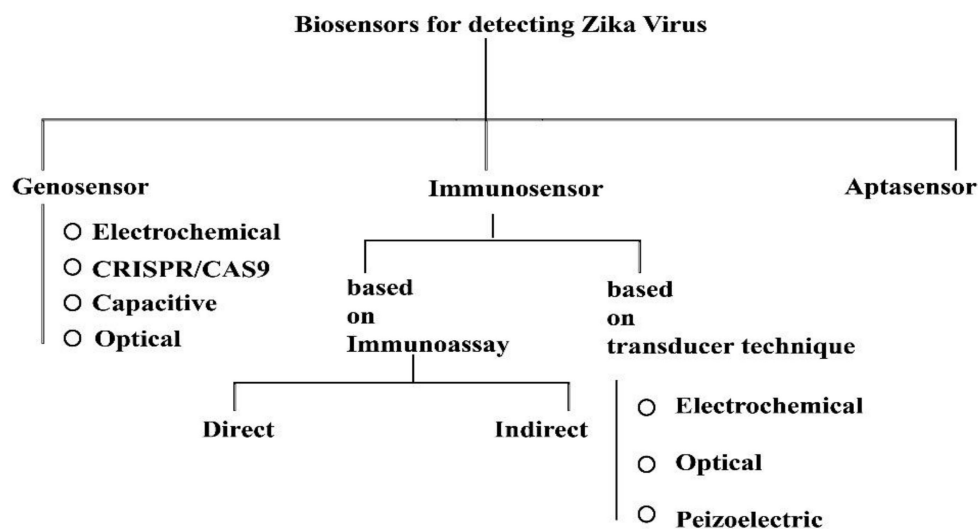 Biosensors for detecting Zika Virus
Genosensor
Immunosensor
Aptasensor
Electrochemical
CRISPR/CAS9
Capacitive
Optical
based
on
Immunoassay
based
on
transducer technique
Direct
Indirect
Electrochemical
Optical
Peizoelectric